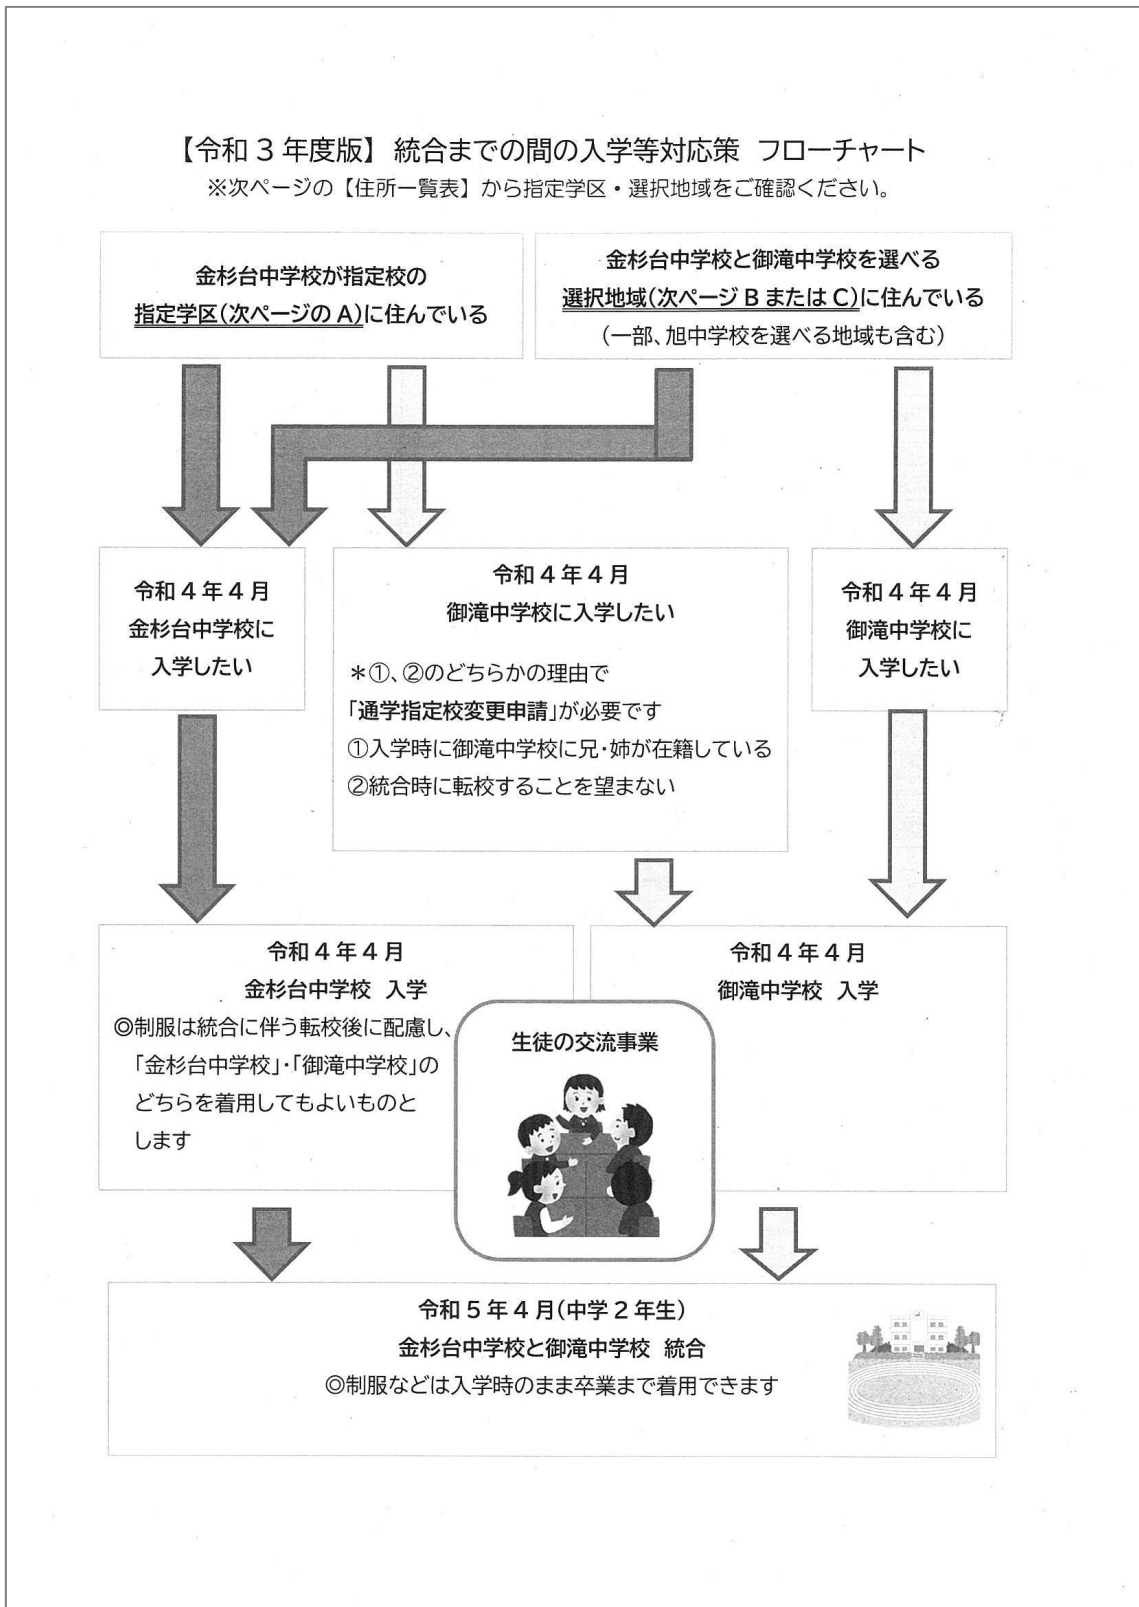 【令和３年度版】 統合までの間の入学等対応策 フローチャート
※次ページの【住所一覧表】から指定学区・選択地域をご確認ください。
金杉台中学校が指定校の
指定学区(次ページの A)に住んでいる
金杉台中学校と御滝中学校を選べる
選択地域(次ページ B または C)に住んでいる
(一部、旭中学校を選べる地域も含む)
令和４年４月
金杉台中学校に
入学したい
令和４年４月
御滝中学校に入学したい
＊①、②のどちらかの理由で
「通学指定校変更申請」が必要です
①入学時に御滝中学校に兄・姉が在籍している
②統合時に転校することを望まない
令和４年４月
御滝中学校に
入学したい
令和４年４月
金杉台中学校 入学
◎制服は統合に伴う転校後に配慮し、
「金杉台中学校」・「御滝中学校」の
どちらを着用してもよいものと
します
令和４年４月
御滝中学校 入学
生徒の交流事業
令和５年４月(中学２年生)
金杉台中学校と御滝中学校 統合
◎制服などは入学時のまま卒業まで着用できます